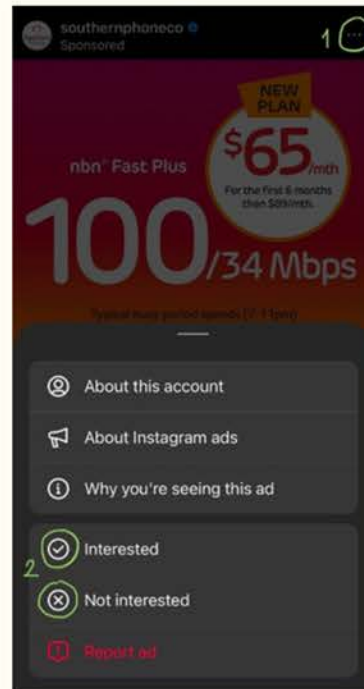 southernphoneco
Sponsored
1
NEW
PLAN
$65/mth
For the first 6 months
then $89/mth.
nbn® Fast Plus
100/34 Mbps
Typical busy period speeds (7-11pm)
About this account
About Instagram ads
Why you're seeing this ad
Interested
2
Not interested
Report ad